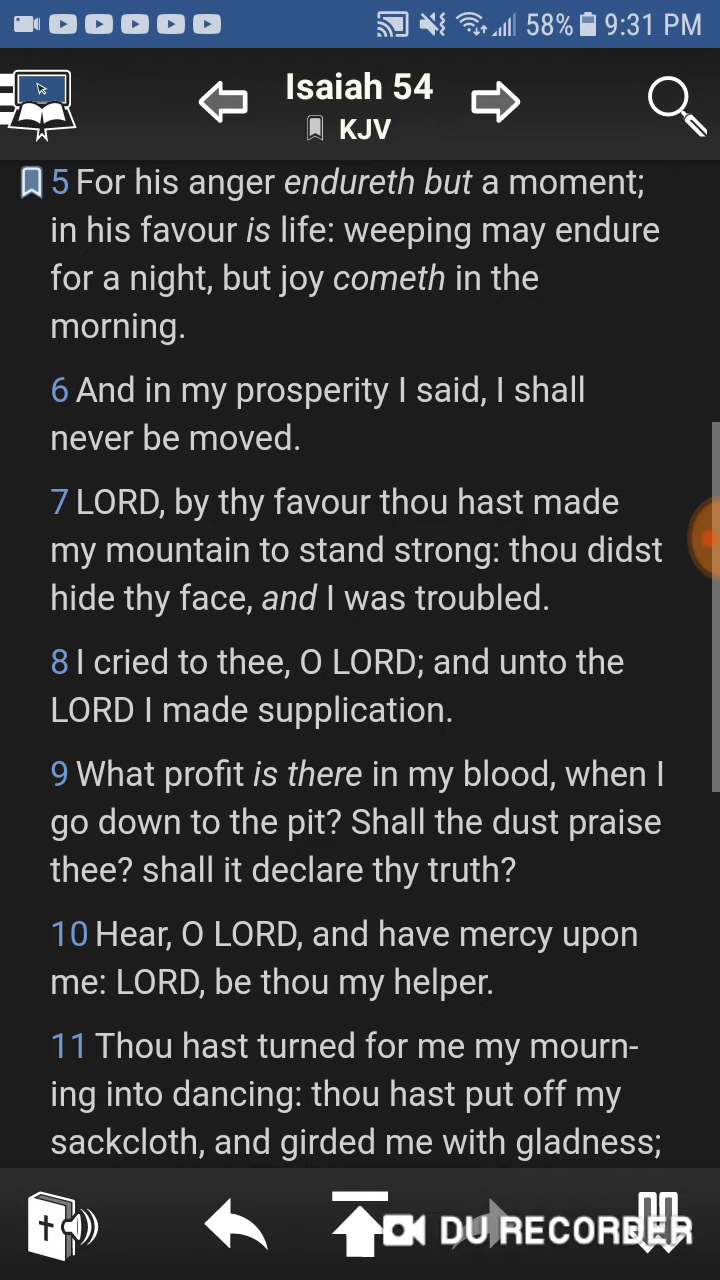 58% 9:31 PM
Isaiah 54
KJV
5 For his anger endureth but a moment;
in his favour is life: weeping may endure
for a night, but joy cometh in the
morning.
6 And in my prosperity I said, I shall
never be moved.
7 LORD, by thy favour thou hast made
my mountain to stand strong: thou didst
hide thy face, and I was troubled.
8 I cried to thee, O LORD; and unto the
LORD I made supplication.
9 What profit is there in my blood, when I
go down to the pit? Shall the dust praise
thee? shall it declare thy truth?
10 Hear, O LORD, and have mercy upon
me: LORD, be thou my helper.
11 Thou hast turned for me my mourn-
ing into dancing: thou hast put off my
sackcloth, and girded me with gladness;
DU RECORDER